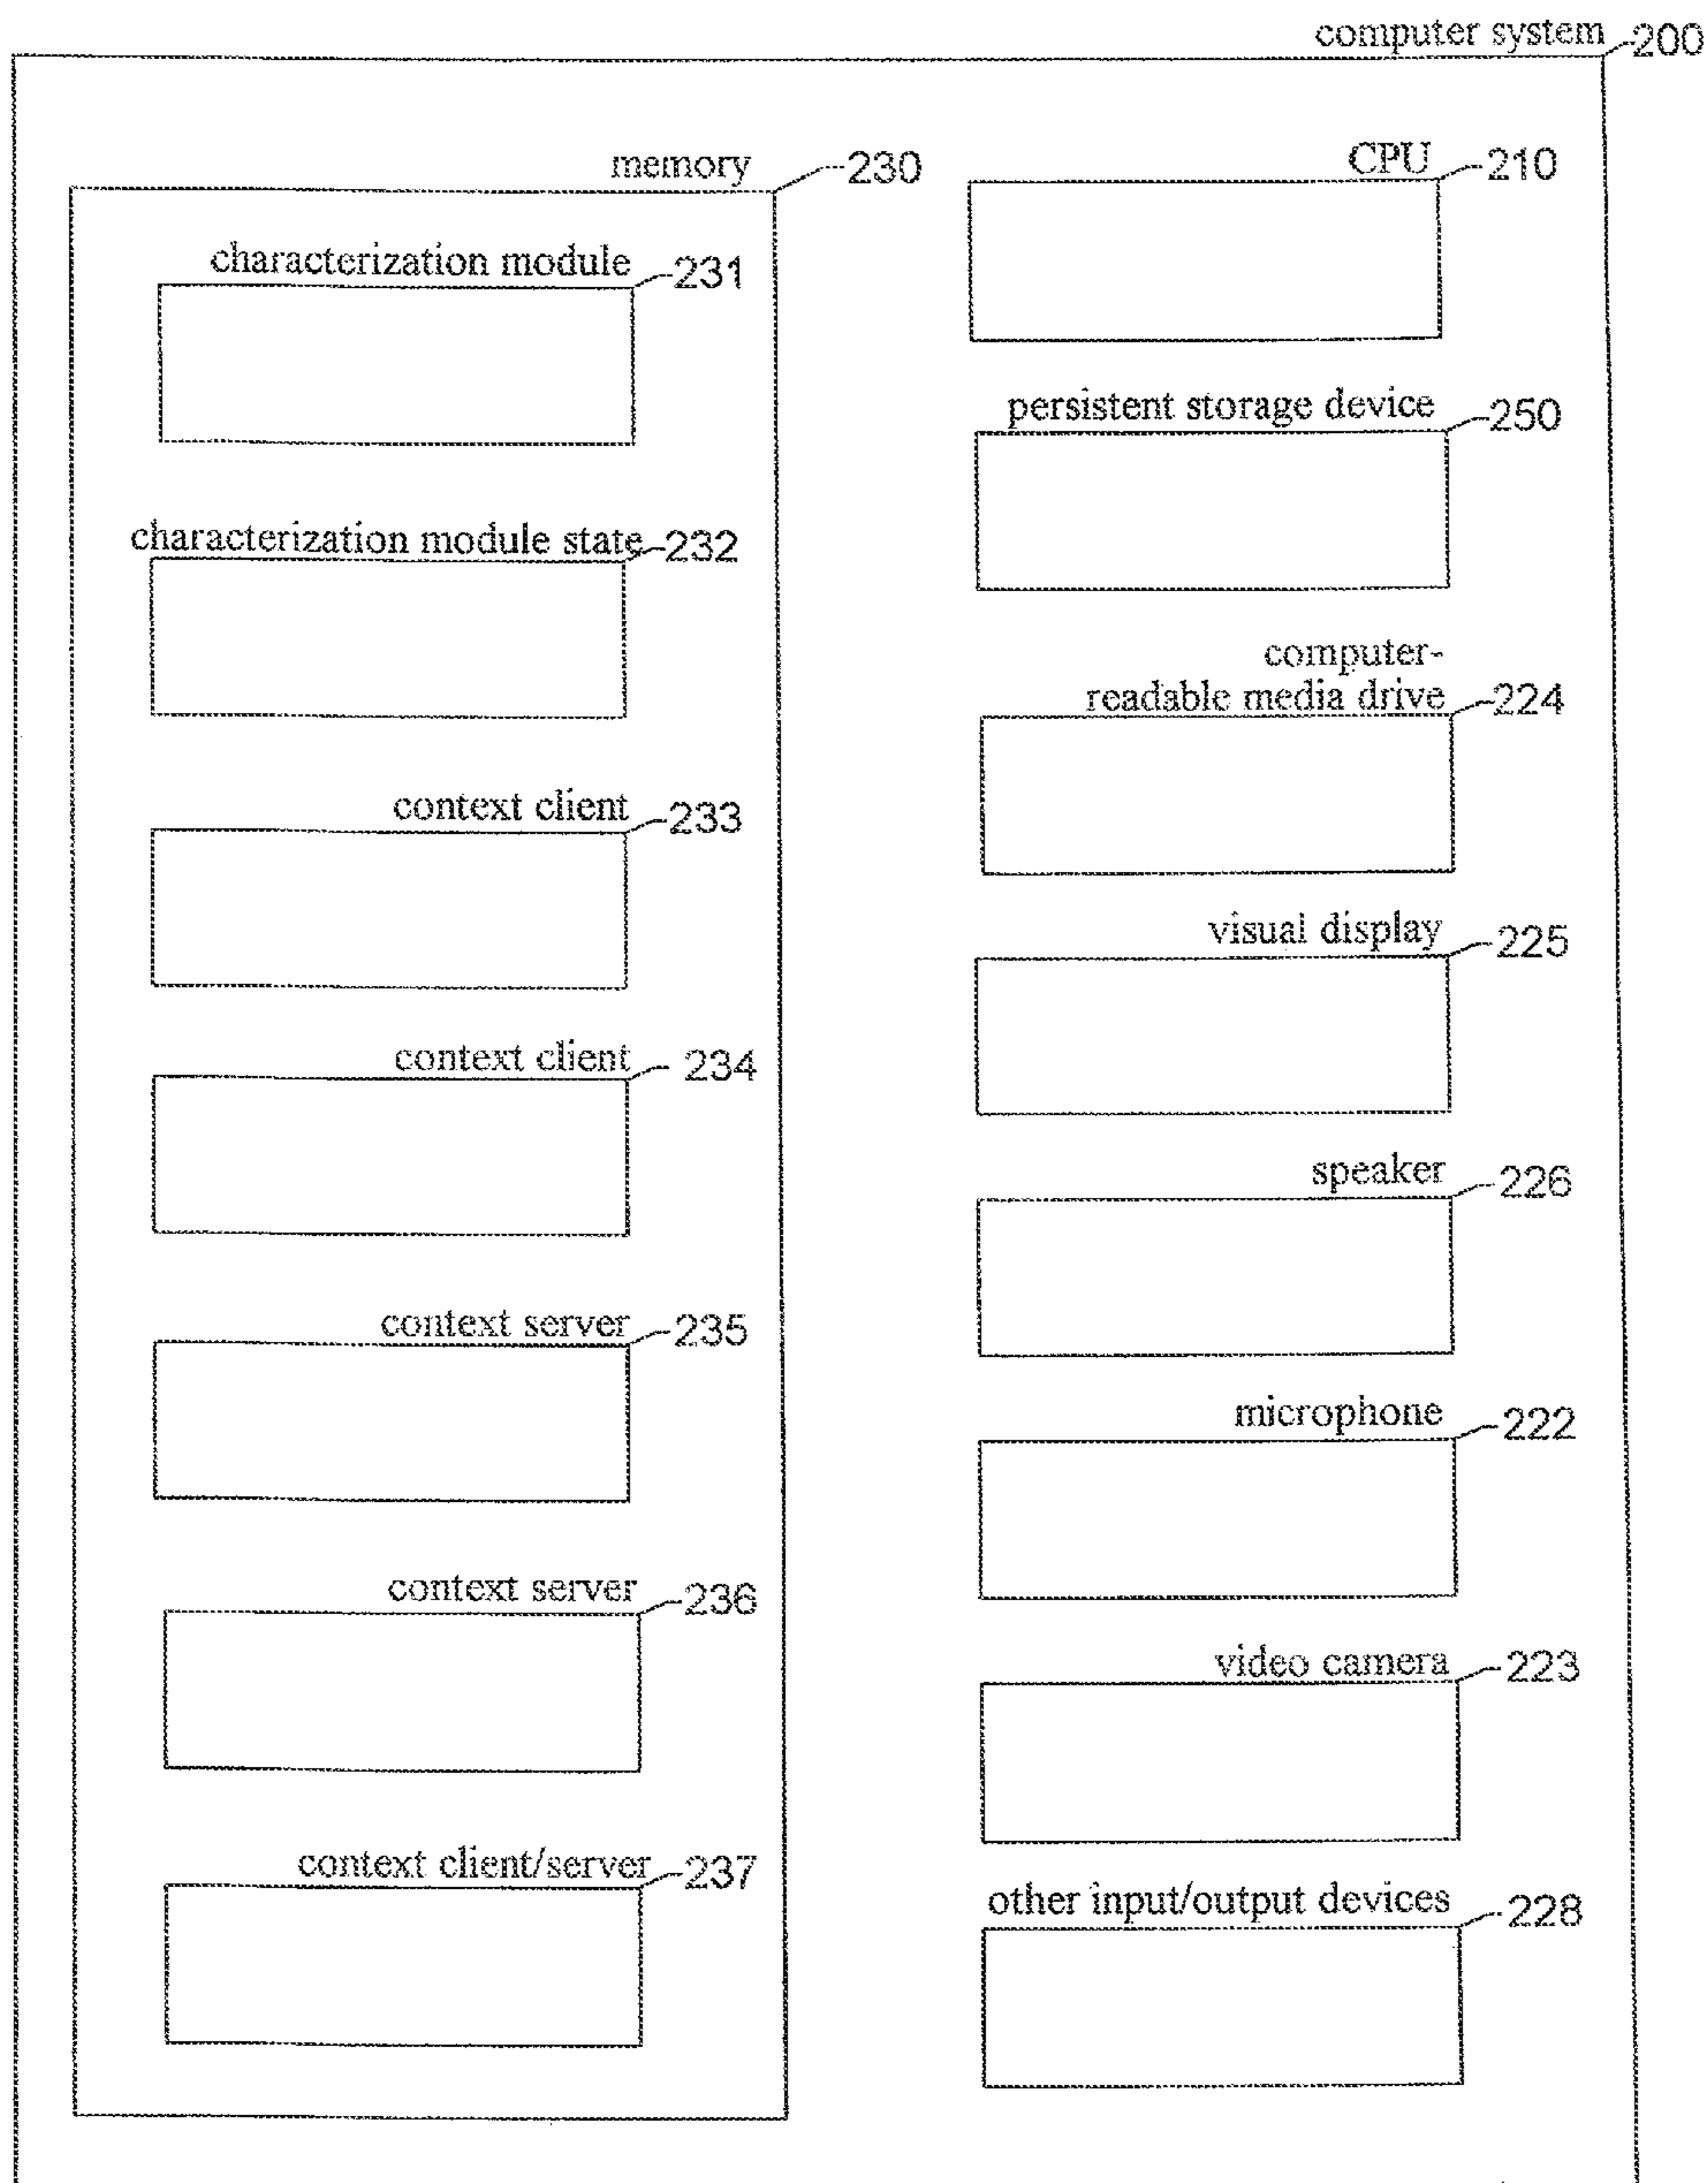 computer system 200
memory 230
characterization module 231
characterization module state 232
context client 233
context client 234
context server 235
context server 236
context client/server 237
CPU 210
persistent storage device 250
computer-
readable media drive 224
visual display 225
speaker 226
microphone 222
video camera 223
other input/output devices 228